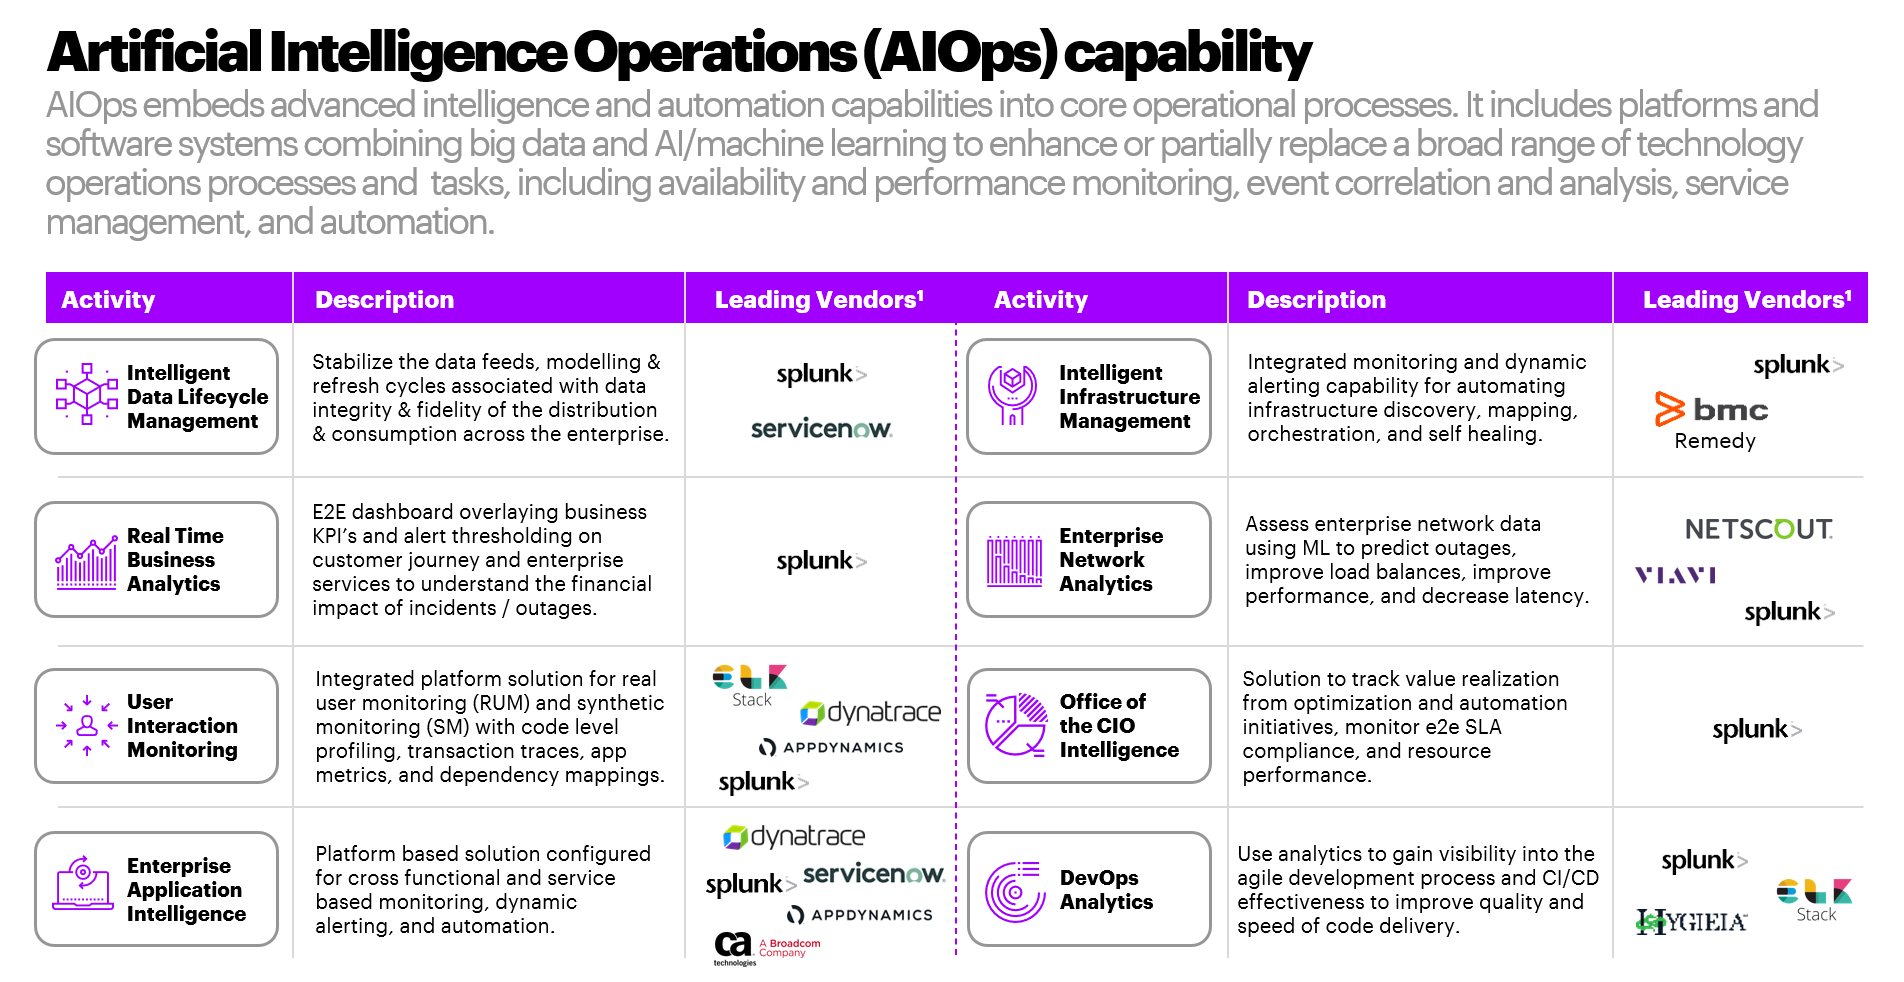 Artificial Intelligence Operations (AIOps) capability
AIOps embeds advanced intelligence and automation capabilities into core operational processes. It includes platforms and
software systems combining big data and AI/machine learning to enhance or partially replace a broad range of technology
operations processes and  tasks, including availability and performance monitoring, event correlation and analysis, service
management, and automation.
Activity
Description
Leading Vendors¹
Activity
Description
Leading Vendors¹
Intelligent
Data Lifecycle
Management
Stabilize the data feeds, modelling &
refresh cycles associated with data
integrity & fidelity of the distribution
& consumption across the enterprise.
splunk>
servicenow.
Intelligent
Infrastructure
Management
Integrated monitoring and dynamic
alerting capability for automating
infrastructure discovery, mapping,
orchestration, and self healing.
splunk>
bmc
Remedy
Real Time
Business
Analytics
E2E dashboard overlaying business
KPI’s and alert thresholding on
customer journey and enterprise
services to understand the financial
impact of incidents / outages.
splunk>
Enterprise
Network
Analytics
Assess enterprise network data
using ML to predict outages,
improve load balances, improve
performance, and decrease latency.
NETSCOUT.
VIAVI
splunk>
User
Interaction
Monitoring
Integrated platform solution for real
user monitoring (RUM) and synthetic
monitoring (SM) with code level
profiling, transaction traces, app
metrics, and dependency mappings.
ELK
Stack
dynatrace
APPDYNAMICS
splunk>
Office of
the CIO
Intelligence
Solution to track value realization
from optimization and automation
initiatives, monitor e2e SLA
compliance, and resource
performance.
splunk>
Enterprise
Application
Intelligence
Platform based solution configured
for cross functional and service
based monitoring, dynamic
alerting, and automation.
dynatrace
servicenow.
splunk>
APPDYNAMICS
ca
technologies
A Broadcom
Company
DevOps
Analytics
Use analytics to gain visibility into the
agile development process and CI/CD
effectiveness to improve quality and
speed of code delivery.
splunk>
ELK
Stack
HYGIEIA™